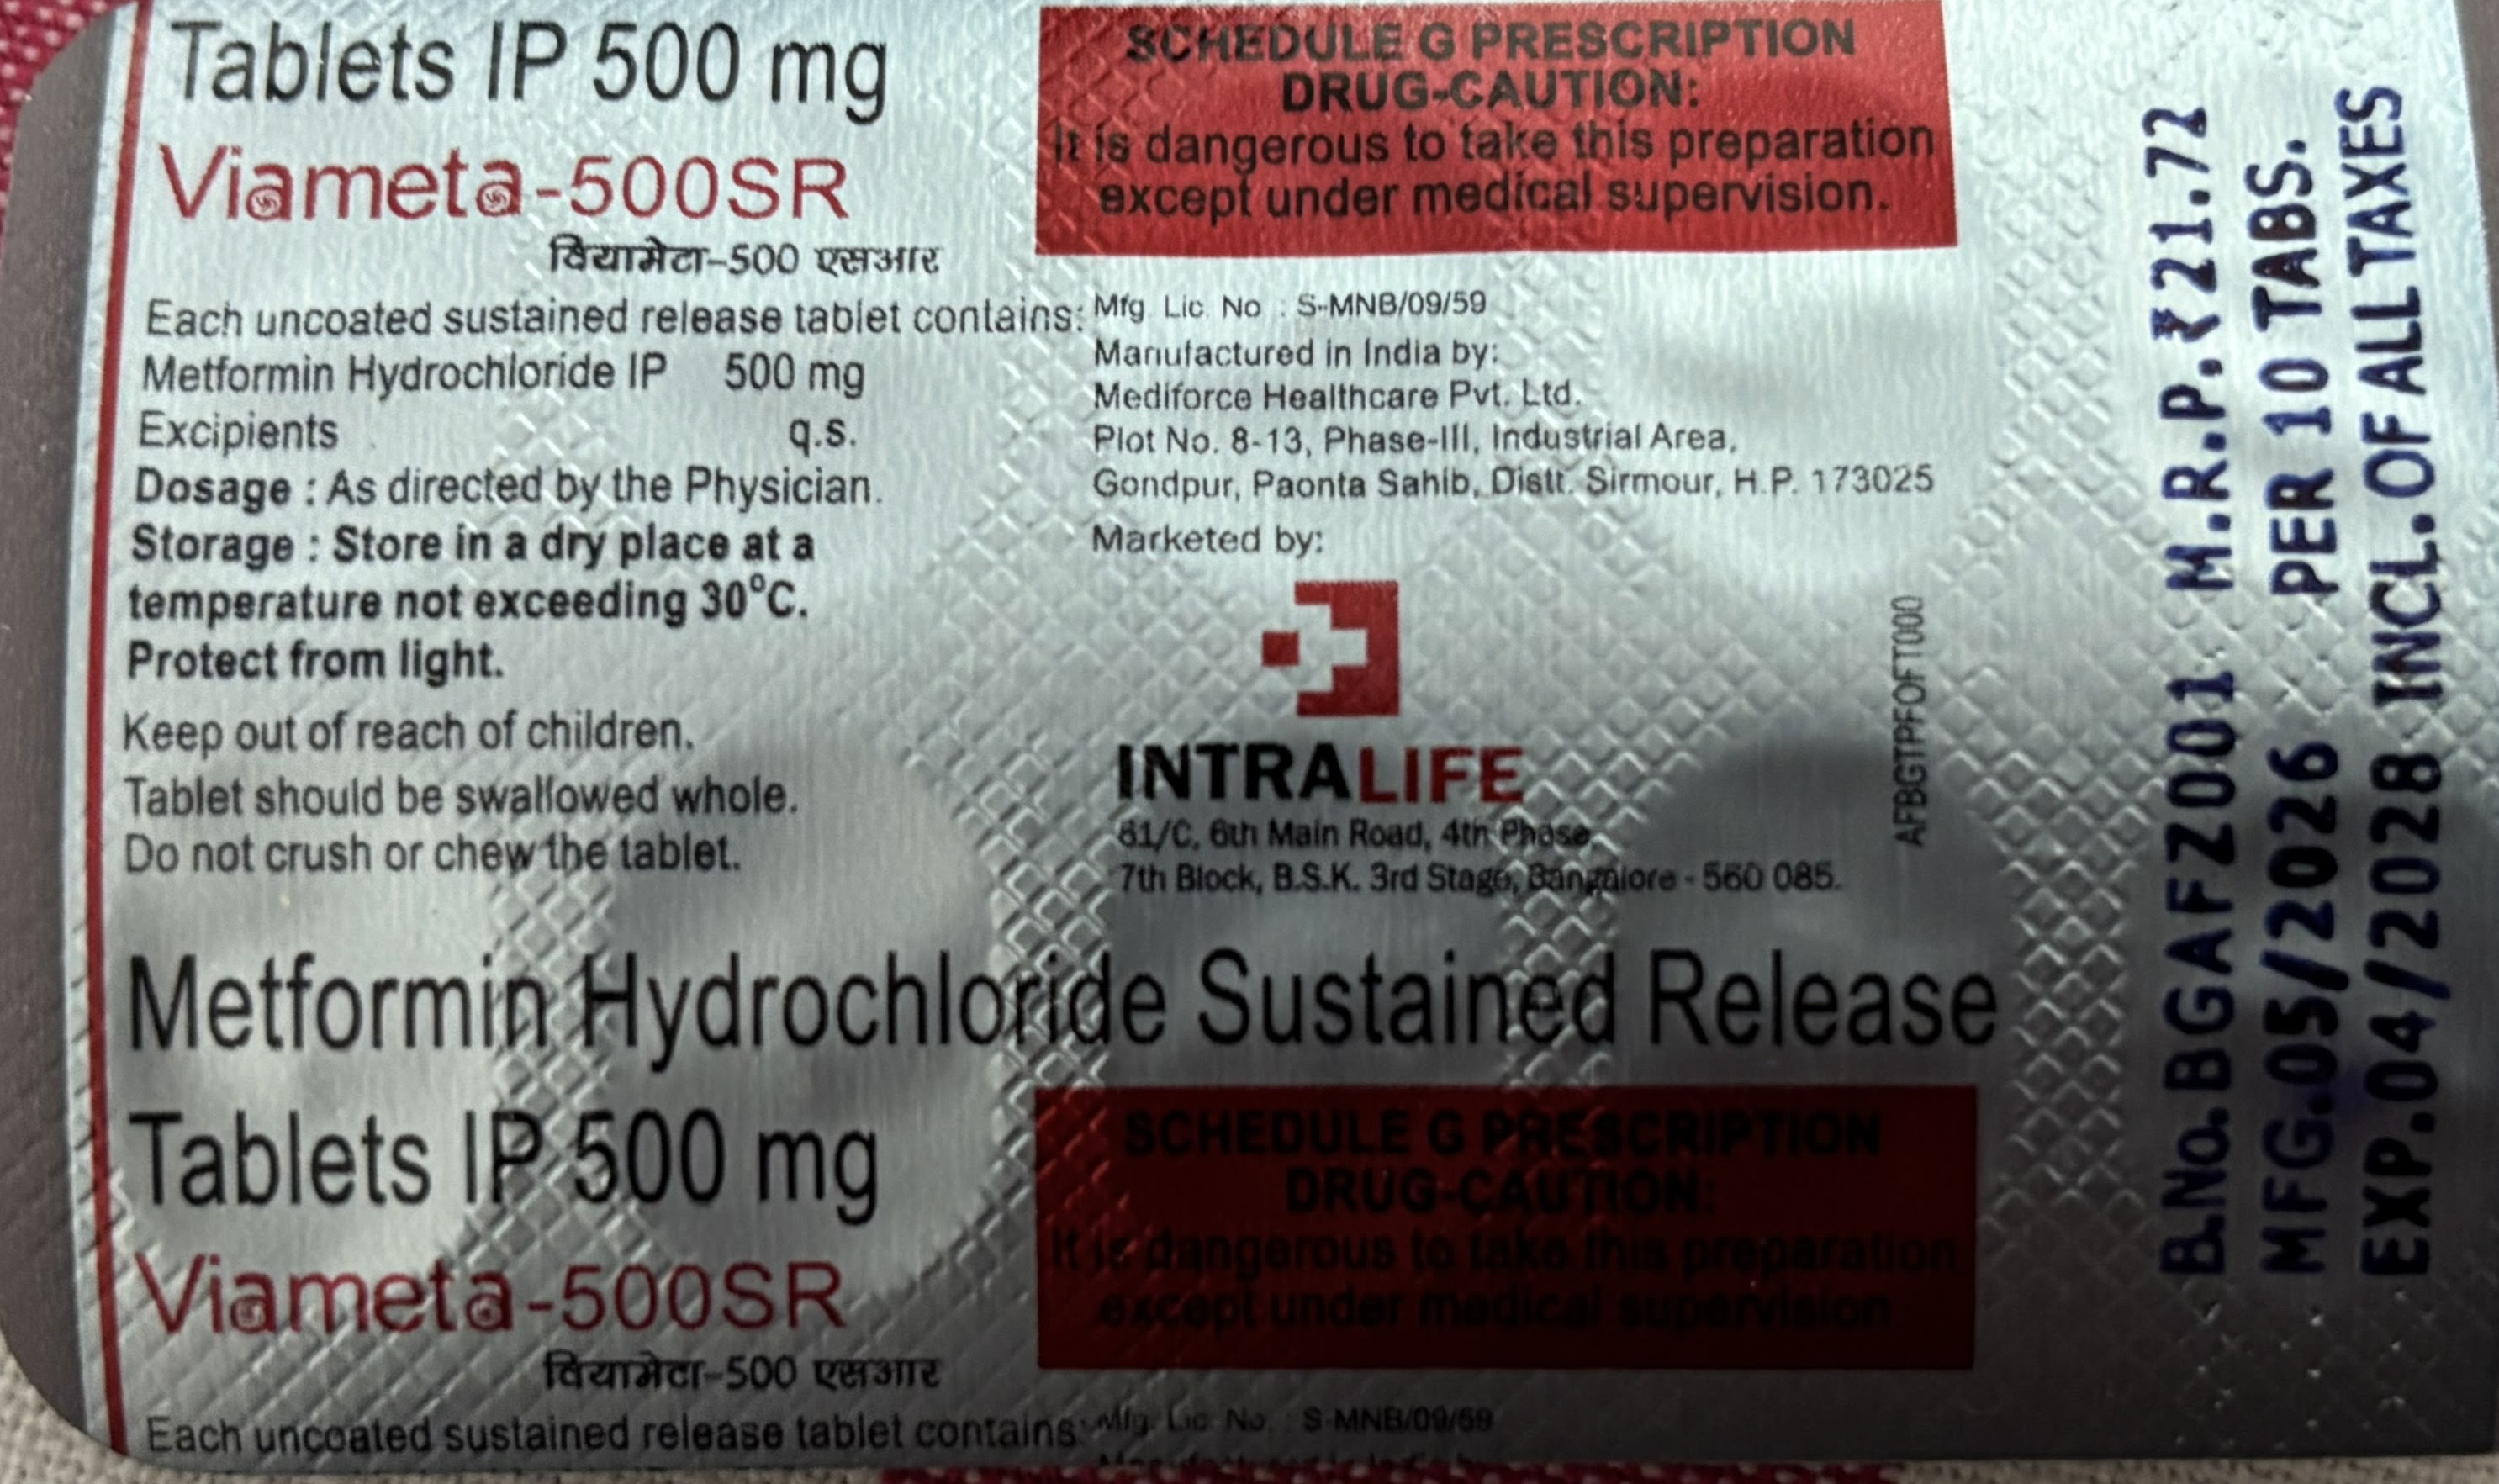 Tablets IP 500 mg
Viameta-500SR
वियामेटा-500 एसआर
Each uncoated sustained release tablet contains:
Metformin Hydrochloride IP 500 mg
Excipients q.s.
Dosage : As directed by the Physician.
Storage : Store in a dry place at a
temperature not exceeding 30°C.
Protect from light.
Keep out of reach of children.
Tablet should be swallowed whole.
Do not crush or chew the tablet.
SCHEDULE G PRESCRIPTION
DRUG-CAUTION:
It is dangerous to take this preparation
except under medical supervision.
Mfg. Lic. No. : S-MNB/09/59
Manufactured in India by:
Mediforce Healthcare Pvt. Ltd.
Plot No. 8-13, Phase-III, Industrial Area,
Gondpur, Paonta Sahib, Distt. Sirmour, H.P. 173025
Marketed by:
INTRALIFE
61/C, 6th Main Road, 4th Phase,
7th Block, B.S.K. 3rd Stage, Bangalore - 560 085.
AFBGTPFOFT000
Metformin Hydrochloride Sustained Release
Tablets IP 500 mg
Viameta-500SR
वियामेटा-500 एसआर
Each uncoated sustained release tablet contains:
SCHEDULE G PRESCRIPTION
DRUG-CAUTION:
It is dangerous to take this preparation
except under medical supervision
Mfg. Lic. No. : S-MNB/09/59
B.No.BGAFZ001 M.R.P.₹21.72
MFG.05/2026 PER 10 TABS.
EXP.04/2028 INCL.OF ALL TAXES